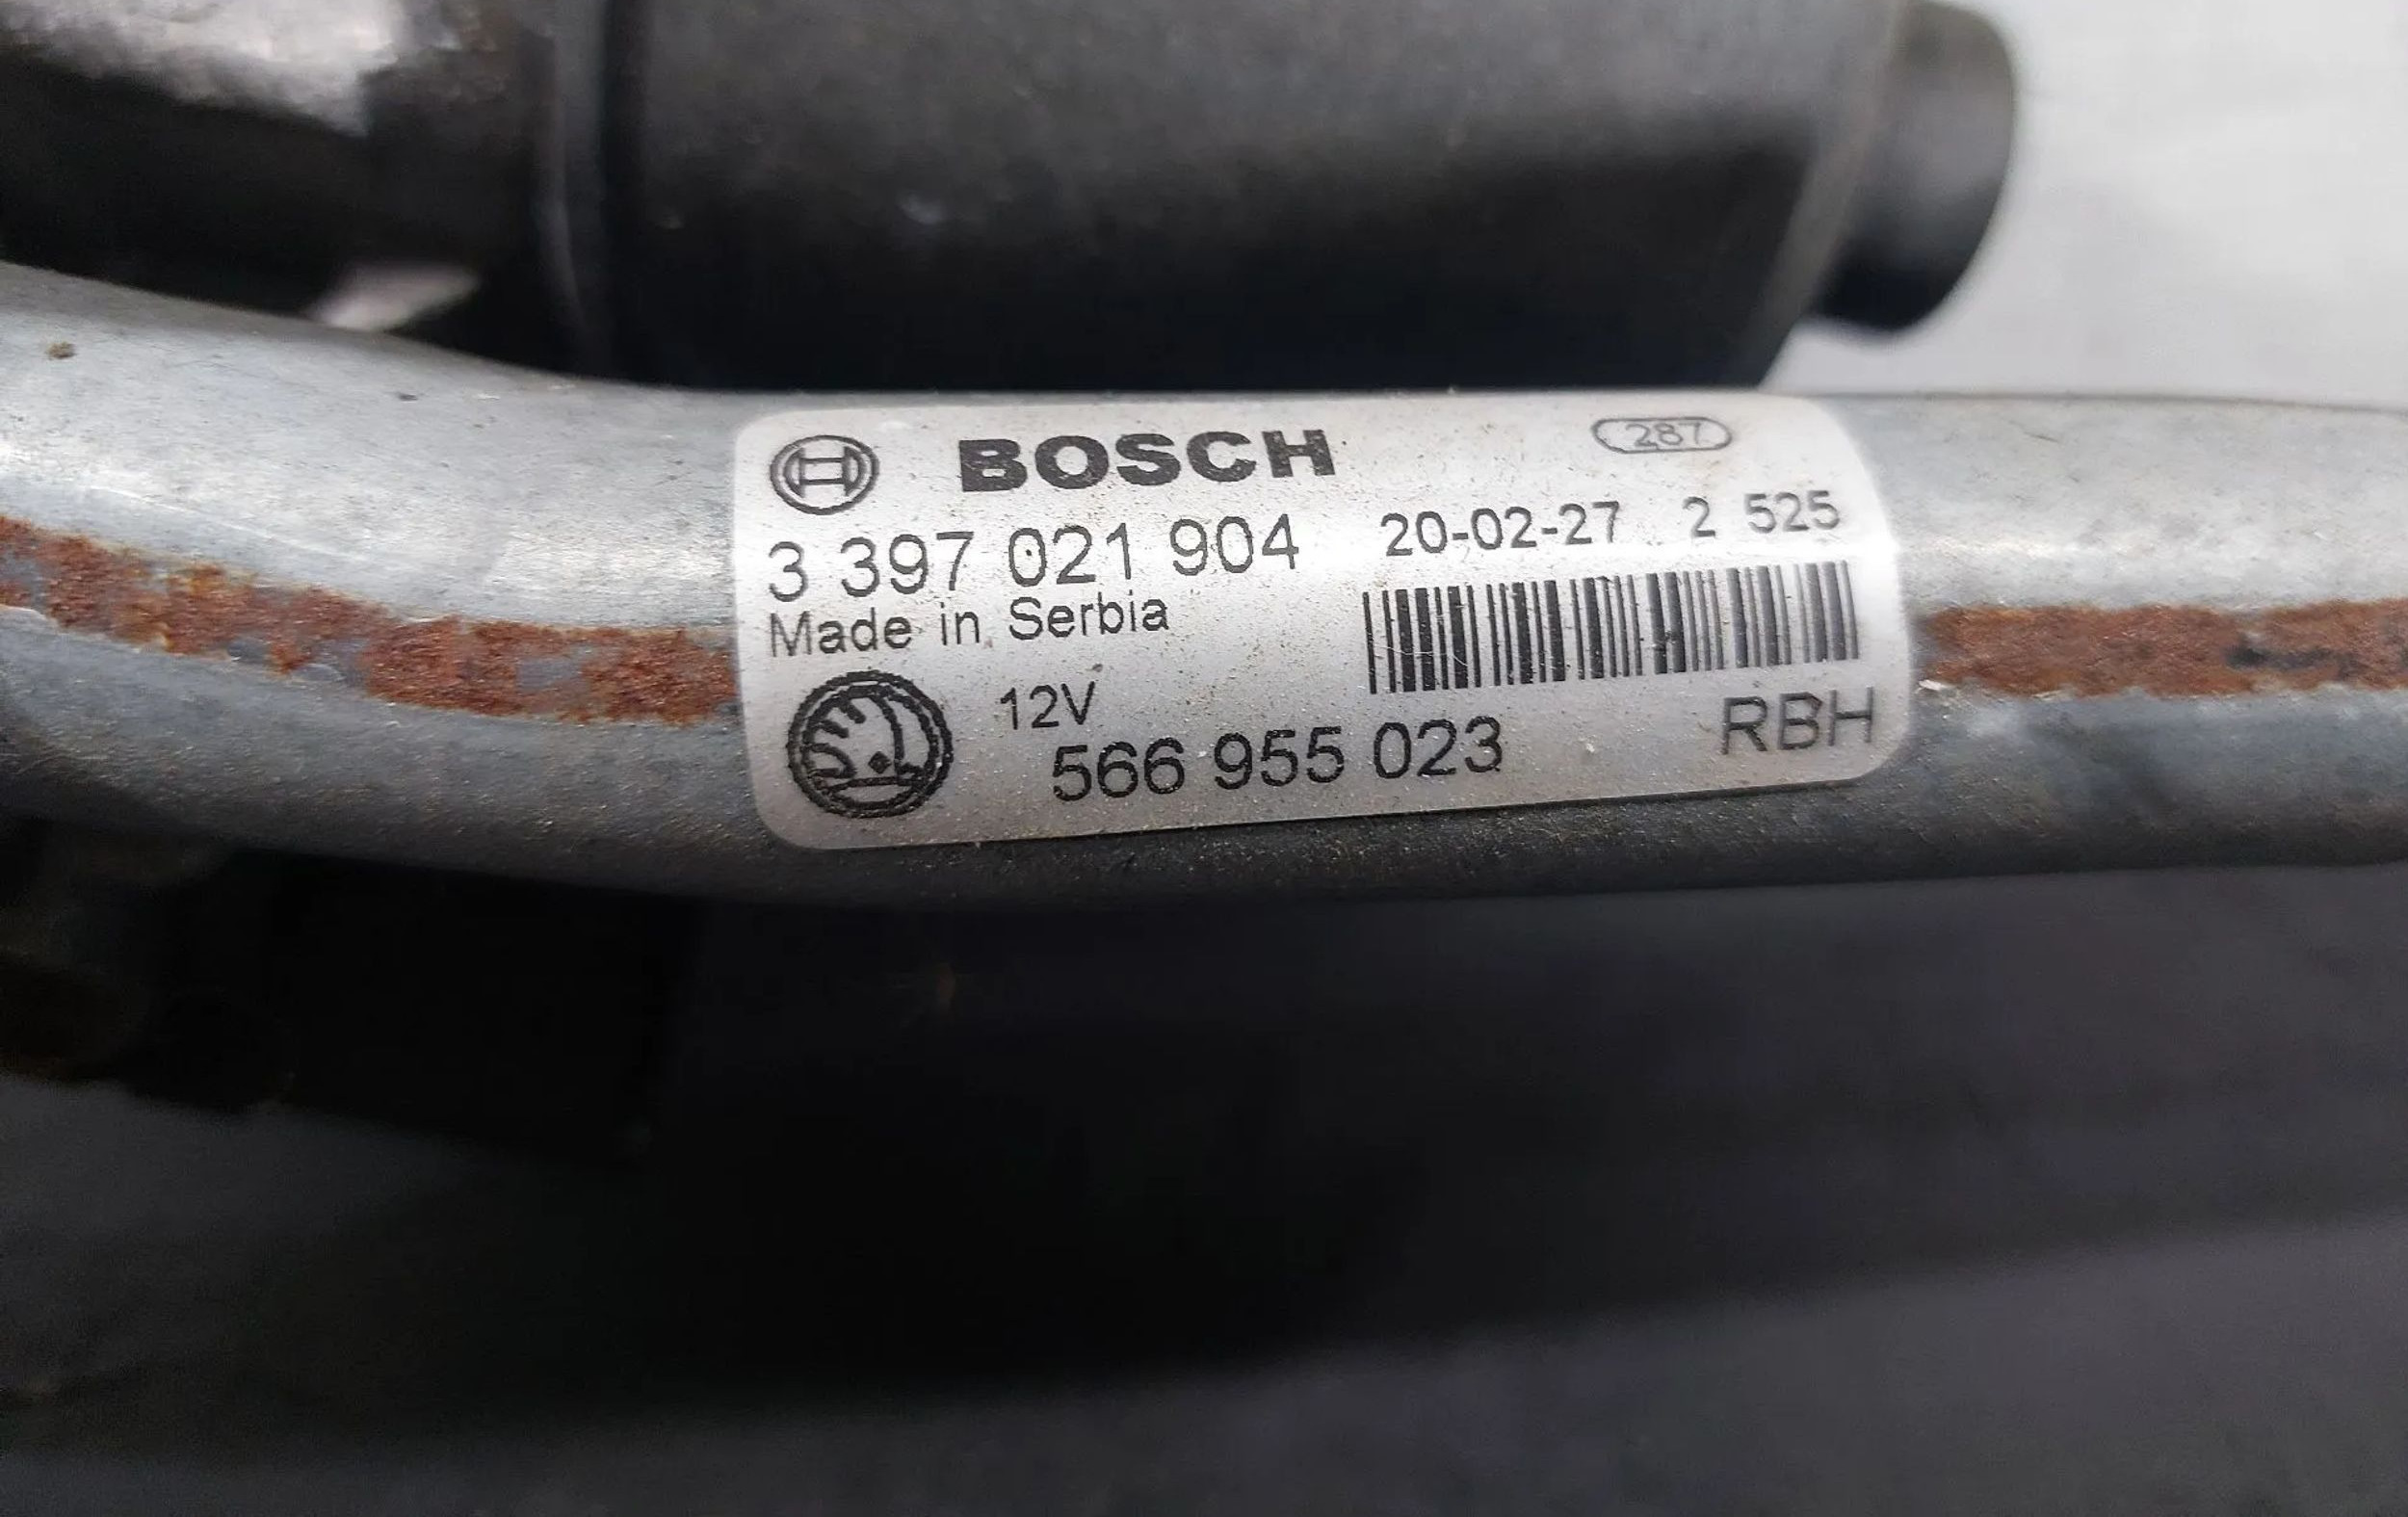 BOSCH 287
3 397 021 904 20-02-27 2 525
Made in Serbia
12V
566 955 023 RBH